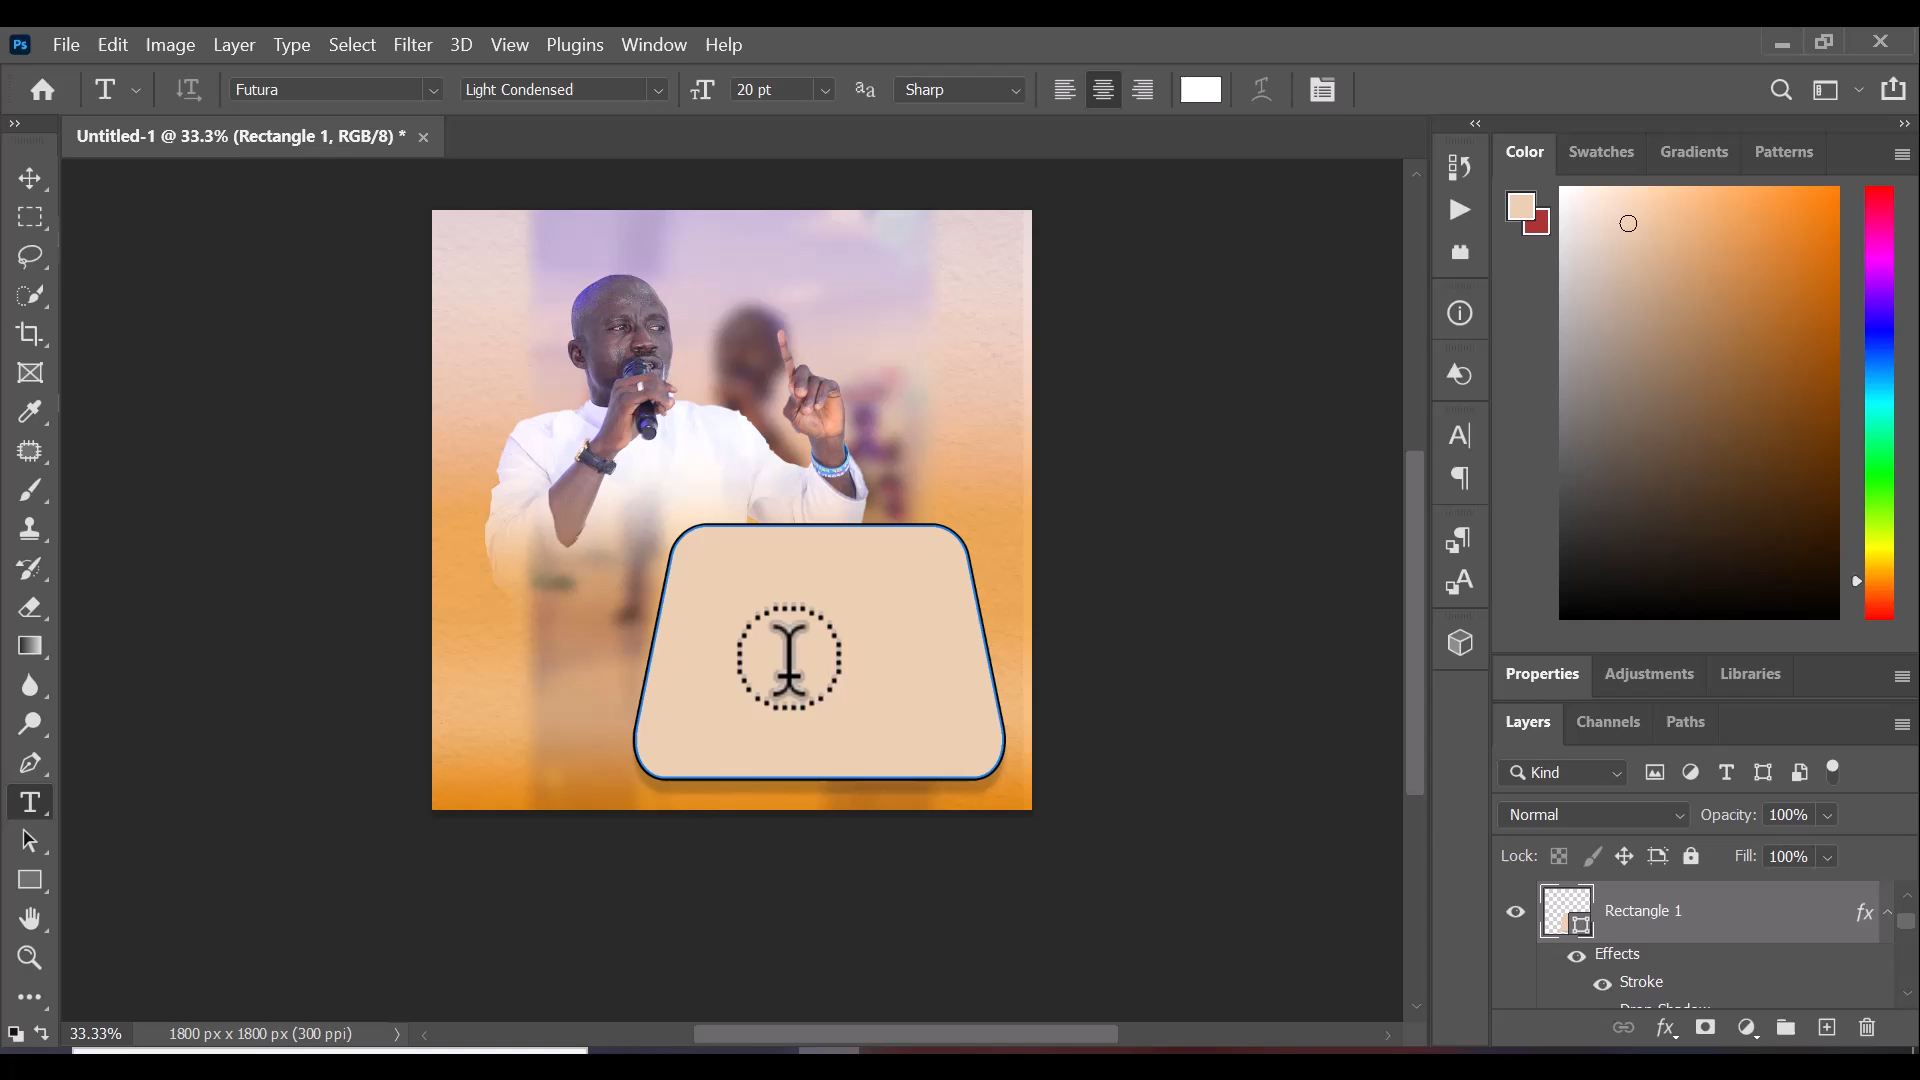 Ps File Edit Image Layer Type Select Filter 3D View Plugins Window Help
Futura Light Condensed 20 pt Sharp
Untitled-1 @ 33.3% (Rectangle 1, RGB/8) *
Color Swatches Gradients Patterns
Properties Adjustments Libraries
Layers Channels Paths
Kind
Normal Opacity: 100%
Lock: Fill: 100%
Rectangle 1 fx
Effects
Stroke
Drop Shadow
33.33% 1800 px x 1800 px (300 ppi)